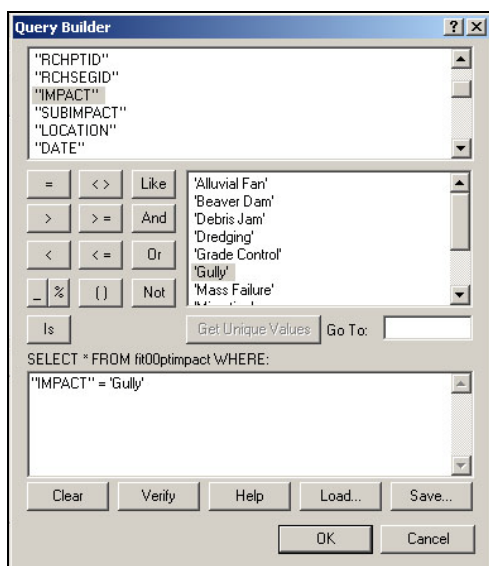 Query Builder
"RCHPTID"
"RCHSEGID"
"IMPACT"
"SUBIMPACT"
"LOCATION"
"DATE"
= < > Like
> > = And
< < = Or
_ % ( ) Not
Is
'Alluvial Fan'
'Beaver Dam'
'Debris Jam'
'Dredging'
'Grade Control'
'Gully'
'Mass Failure'
Get Unique Values Go To:
SELECT * FROM fit00ptimpact WHERE:
"IMPACT" = 'Gully'
Clear Verify Help Load... Save...
OK Cancel